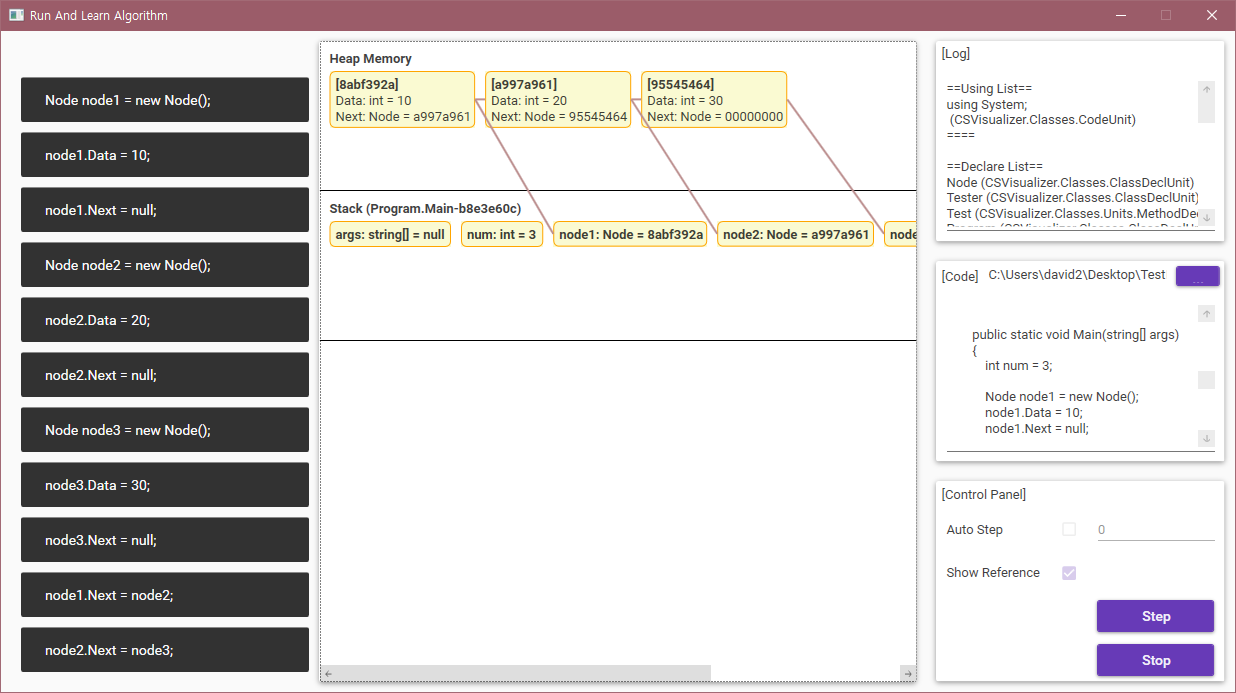 Run And Learn Algorithm
Node node1 = new Node();
node1.Data = 10;
node1.Next = null;
Node node2 = new Node();
node2.Data = 20;
node2.Next = null;
Node node3 = new Node();
node3.Data = 30;
node3.Next = null;
node1.Next = node2;
node2.Next = node3;
Heap Memory
[8abf392a]
Data: int = 10
Next: Node = a997a961
[a997a961]
Data: int = 20
Next: Node = 95545464
[95545464]
Data: int = 30
Next: Node = 00000000
Stack (Program.Main-b8e3e60c)
args: string[] = null
num: int = 3
node1: Node = 8abf392a
node2: Node = a997a961
node
[Log]
==Using List==
using System;
(CSVisualizer.Classes.CodeUnit)
====
==Declare List==
Node (CSVisualizer.Classes.ClassDeclUnit)
Tester (CSVisualizer.Classes.ClassDeclUnit)
Test (CSVisualizer.Classes.Units.MethodDec
[Code] C:\Users\david2\Desktop\Test
...
public static void Main(string[] args)
{
int num = 3;
Node node1 = new Node();
node1.Data = 10;
node1.Next = null;
[Control Panel]
Auto Step
0
Show Reference
Step
Stop